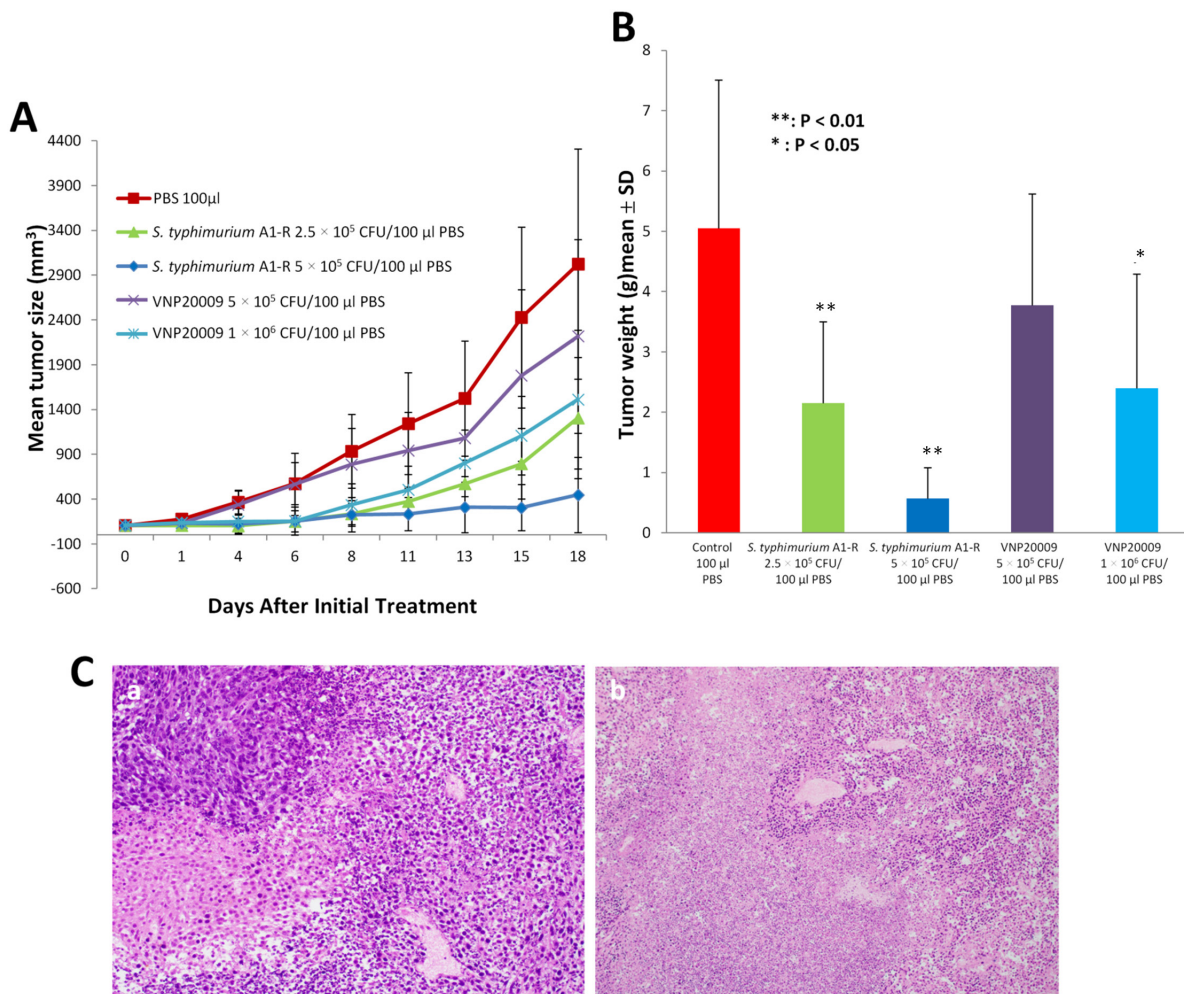 A
Mean tumor size (mm³)
4400
3900
3400
2900
2400
1900
1400
900
400
-100
-600
PBS 100µl
S. typhimurium A1-R 2.5 × 10⁵ CFU/100 µl PBS
S. typhimurium A1-R 5 × 10⁵ CFU/100 µl PBS
VNP20009 5 × 10⁵ CFU/100 µl PBS
VNP20009 1 × 10⁶ CFU/100 µl PBS
0 1 4 6 8 11 13 15 18
Days After Initial Treatment
B
Tumor weight (g)mean ± SD
8
7
6
5
4
3
2
1
0
**: P < 0.01
* : P < 0.05
**
**
*
Control
100 µl
PBS
S. typhimurium A1-R
2.5 × 10⁵ CFU/
100 µl PBS
S. typhimurium A1-R
5 × 10⁵ CFU/
100 µl PBS
VNP20009
5 × 10⁵ CFU/
100 µl PBS
VNP20009
1 × 10⁶ CFU/
100 µl PBS
C
a
b